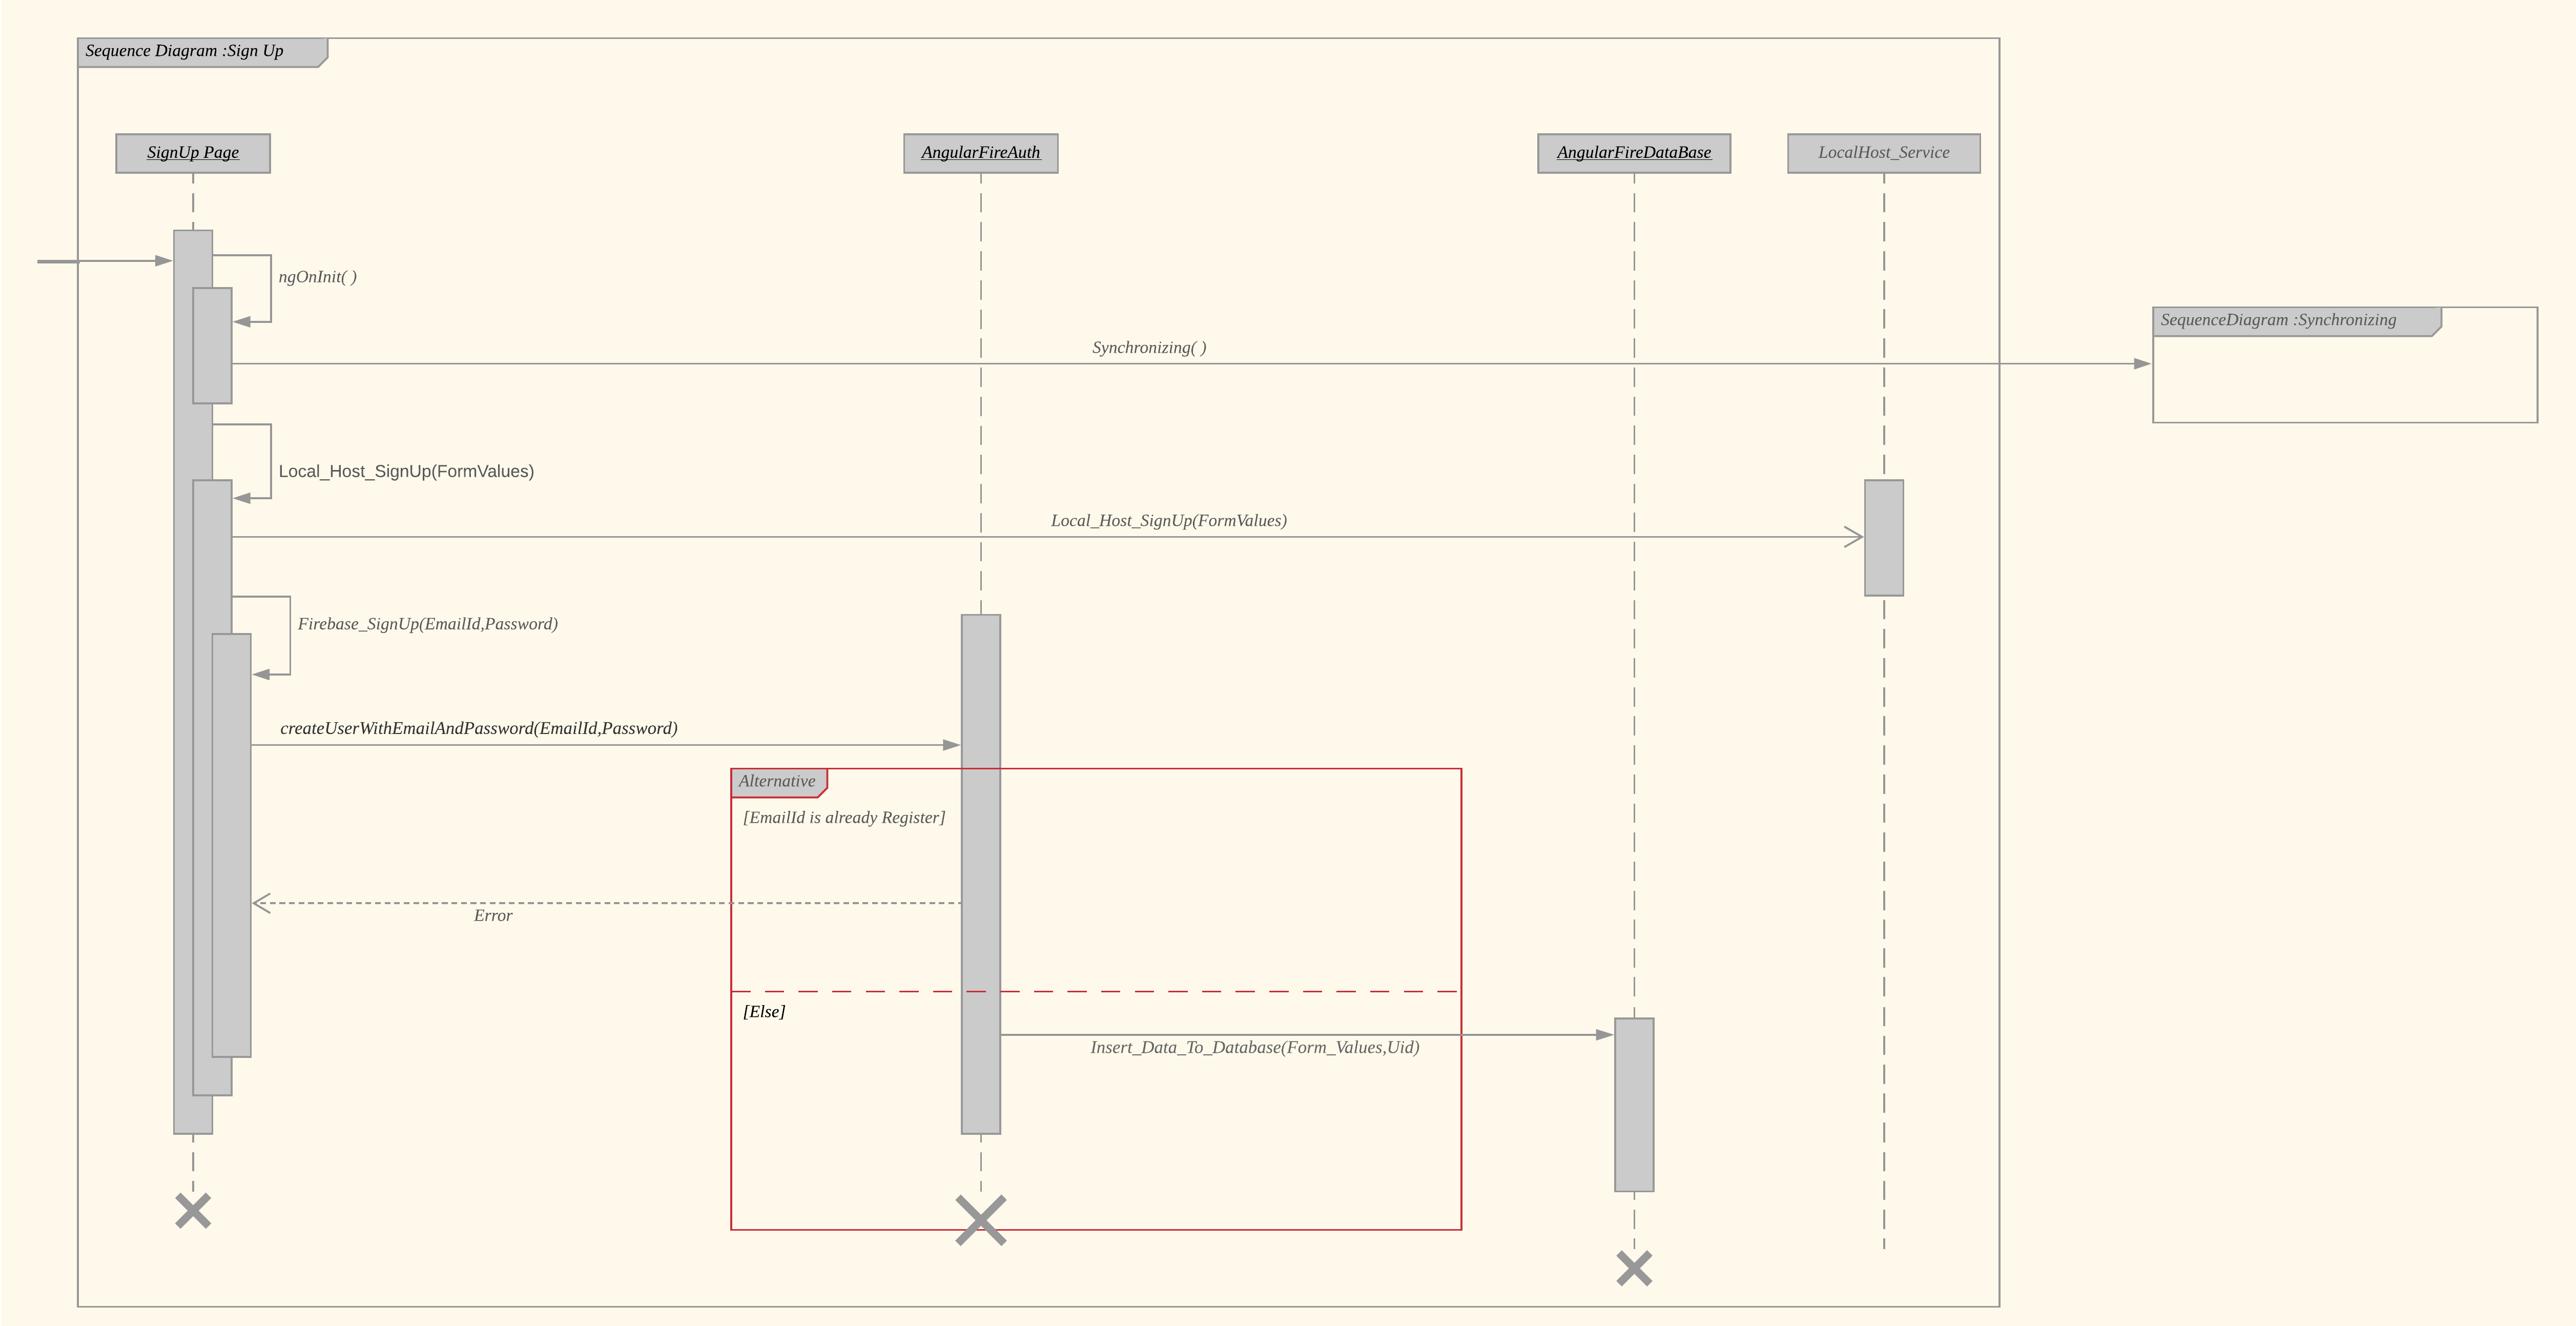 Sequence Diagram :Sign Up
SignUp Page
AngularFireAuth
AngularFireDataBase
LocalHost_Service
ngOnInit( )
SequenceDiagram :Synchronizing
Synchronizing( )
Local_Host_SignUp(FormValues)
Local_Host_SignUp(FormValues)
Firebase_SignUp(EmailId,Password)
createUserWithEmailAndPassword(EmailId,Password)
Alternative
[EmailId is already Register]
Error
[Else]
Insert_Data_To_Database(Form_Values,Uid)